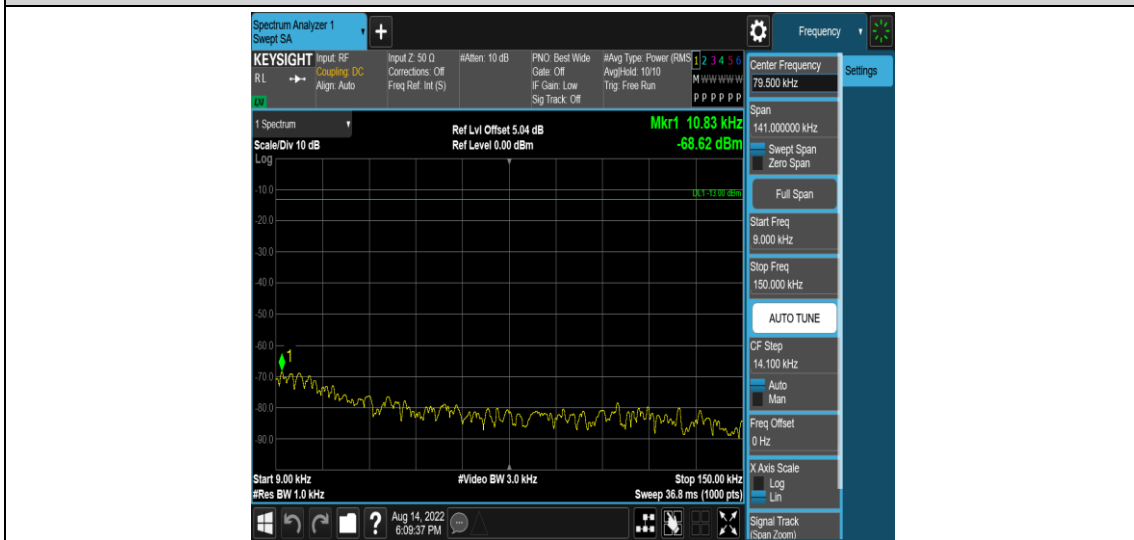 Spectrum Analyzer 1
Swept SA
+
Frequency
KEYSIGHT
RL
LXI
Input: RF
Coupling: DC
Align: Auto
Input Z: 50 Ω
Corrections: Off
Freq Ref: Int (S)
#Atten: 10 dB
PNO: Best Wide
Gate: Off
IF Gain: Low
Sig Track: Off
#Avg Type: Power (RMS
Avg|Hold: 10/10
Trig: Free Run
1 2 3 4 5 6
M W W W W W
P P P P P P
1 Spectrum
Scale/Div 10 dB
Log
Ref Lvl Offset 5.04 dB
Ref Level 0.00 dBm
Mkr1 10.83 kHz
-68.62 dBm
DL1 -13.00 dBm
-10.0
-20.0
-30.0
-40.0
-50.0
-60.0
1
-70.0
-80.0
-90.0
Start 9.00 kHz
#Res BW 1.0 kHz
#Video BW 3.0 kHz
Stop 150.00 kHz
Sweep 36.8 ms (1000 pts)
Center Frequency
79.500 kHz
Settings
Span
141.000000 kHz
Swept Span
Zero Span
Full Span
Start Freq
9.000 kHz
Stop Freq
150.000 kHz
AUTO TUNE
CF Step
14.100 kHz
Auto
Man
Freq Offset
0 Hz
X Axis Scale
Log
Lin
Signal Track
(Span Zoom)
?
Aug 14, 2022
6:09:37 PM